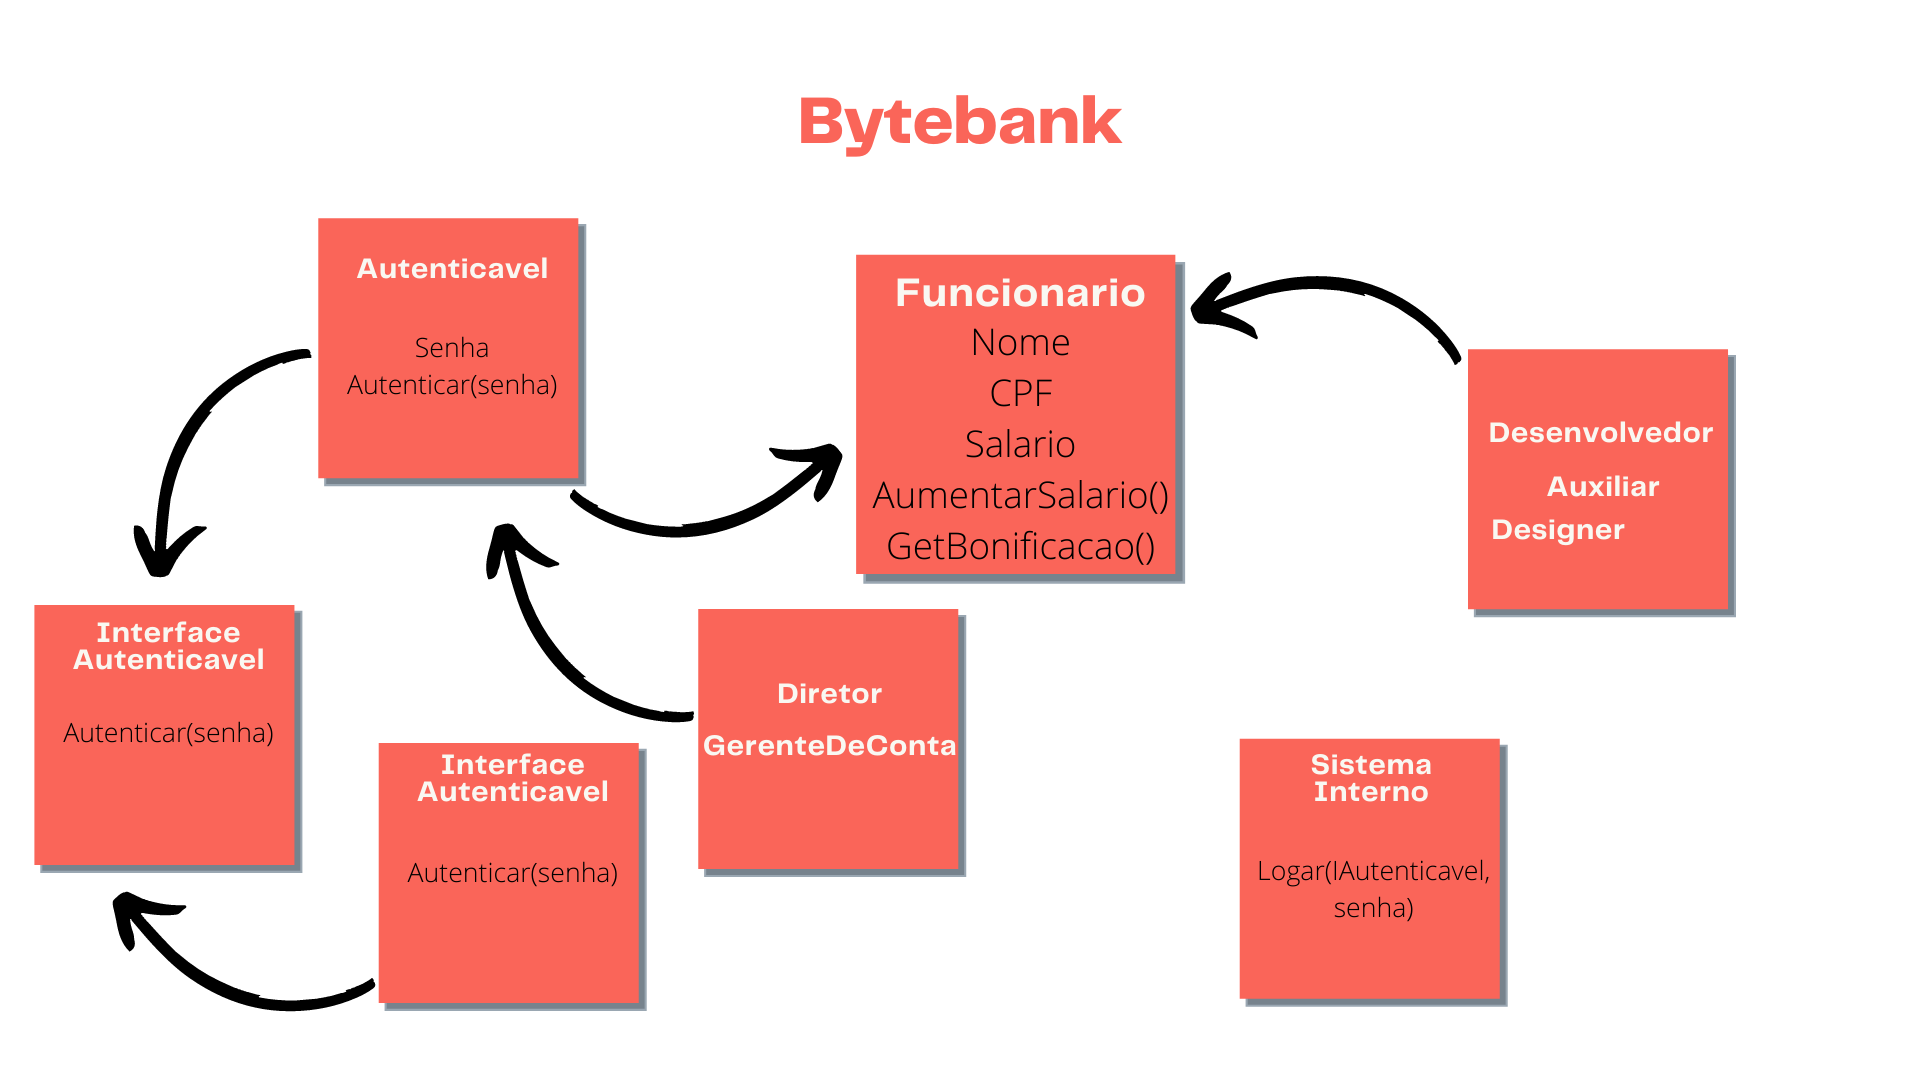 Bytebank
Autenticavel
Senha
Autenticar(senha)
Funcionario
Nome
CPF
Salario
AumentarSalario()
GetBonificacao()
Desenvolvedor
Auxiliar
Designer
Interface
Autenticavel
Autenticar(senha)
Interface
Autenticavel
Autenticar(senha)
Diretor
GerenteDeConta
Sistema
Interno
Logar(IAutenticavel,
senha)